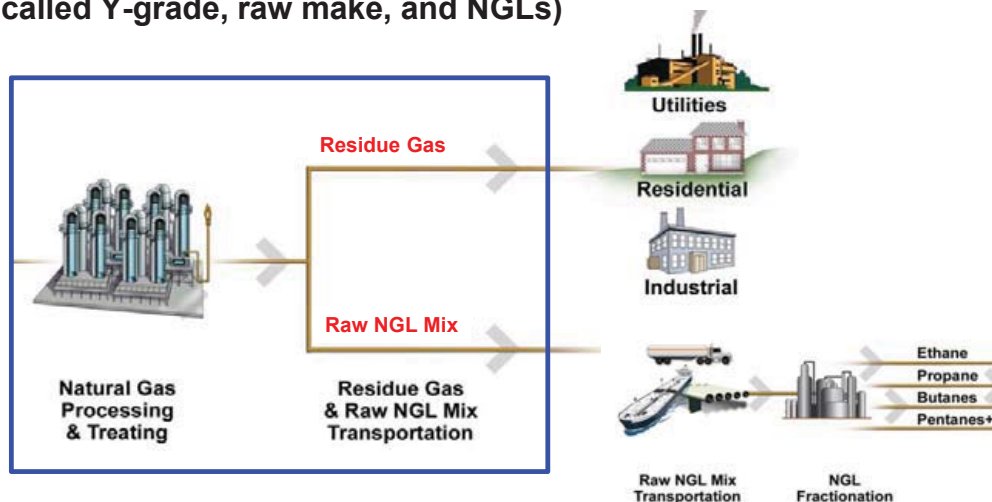 called Y-grade, raw make, and NGLs)
Utilities
Residue Gas
Residential
Industrial
Raw NGL Mix
Natural Gas
Processing
& Treating
Residue Gas
& Raw NGL Mix
Transportation
Ethane
Propane
Butanes
Pentanes+
Raw NGL Mix
Transportation
NGL
Fractionation